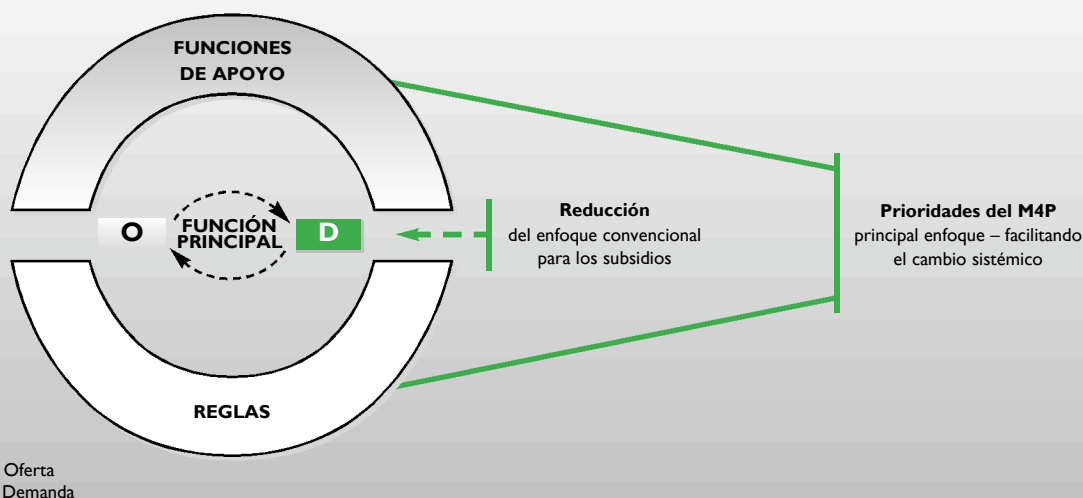 FUNCIONES
DE APOYO
O
FUNCIÓN
PRINCIPAL
D
Reducción
del enfoque convencional
para los subsidios
Prioridades del M4P
principal enfoque – facilitando
el cambio sistémico
REGLAS
Oferta
Demanda